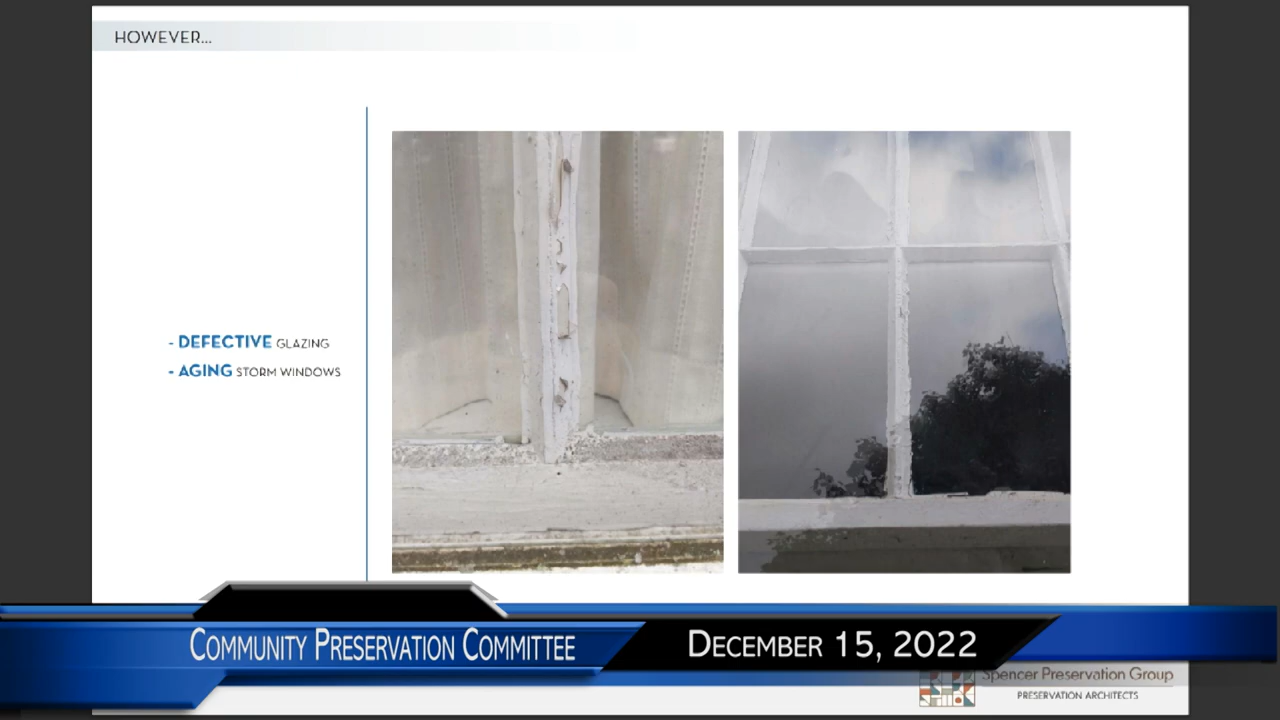 HOWEVER...
- DEFECTIVE GLAZING
- AGING STORM WINDOWS
COMMUNITY PRESERVATION COMMITTEE
DECEMBER 15, 2022
Spencer Preservation Group
PRESERVATION ARCHITECTS